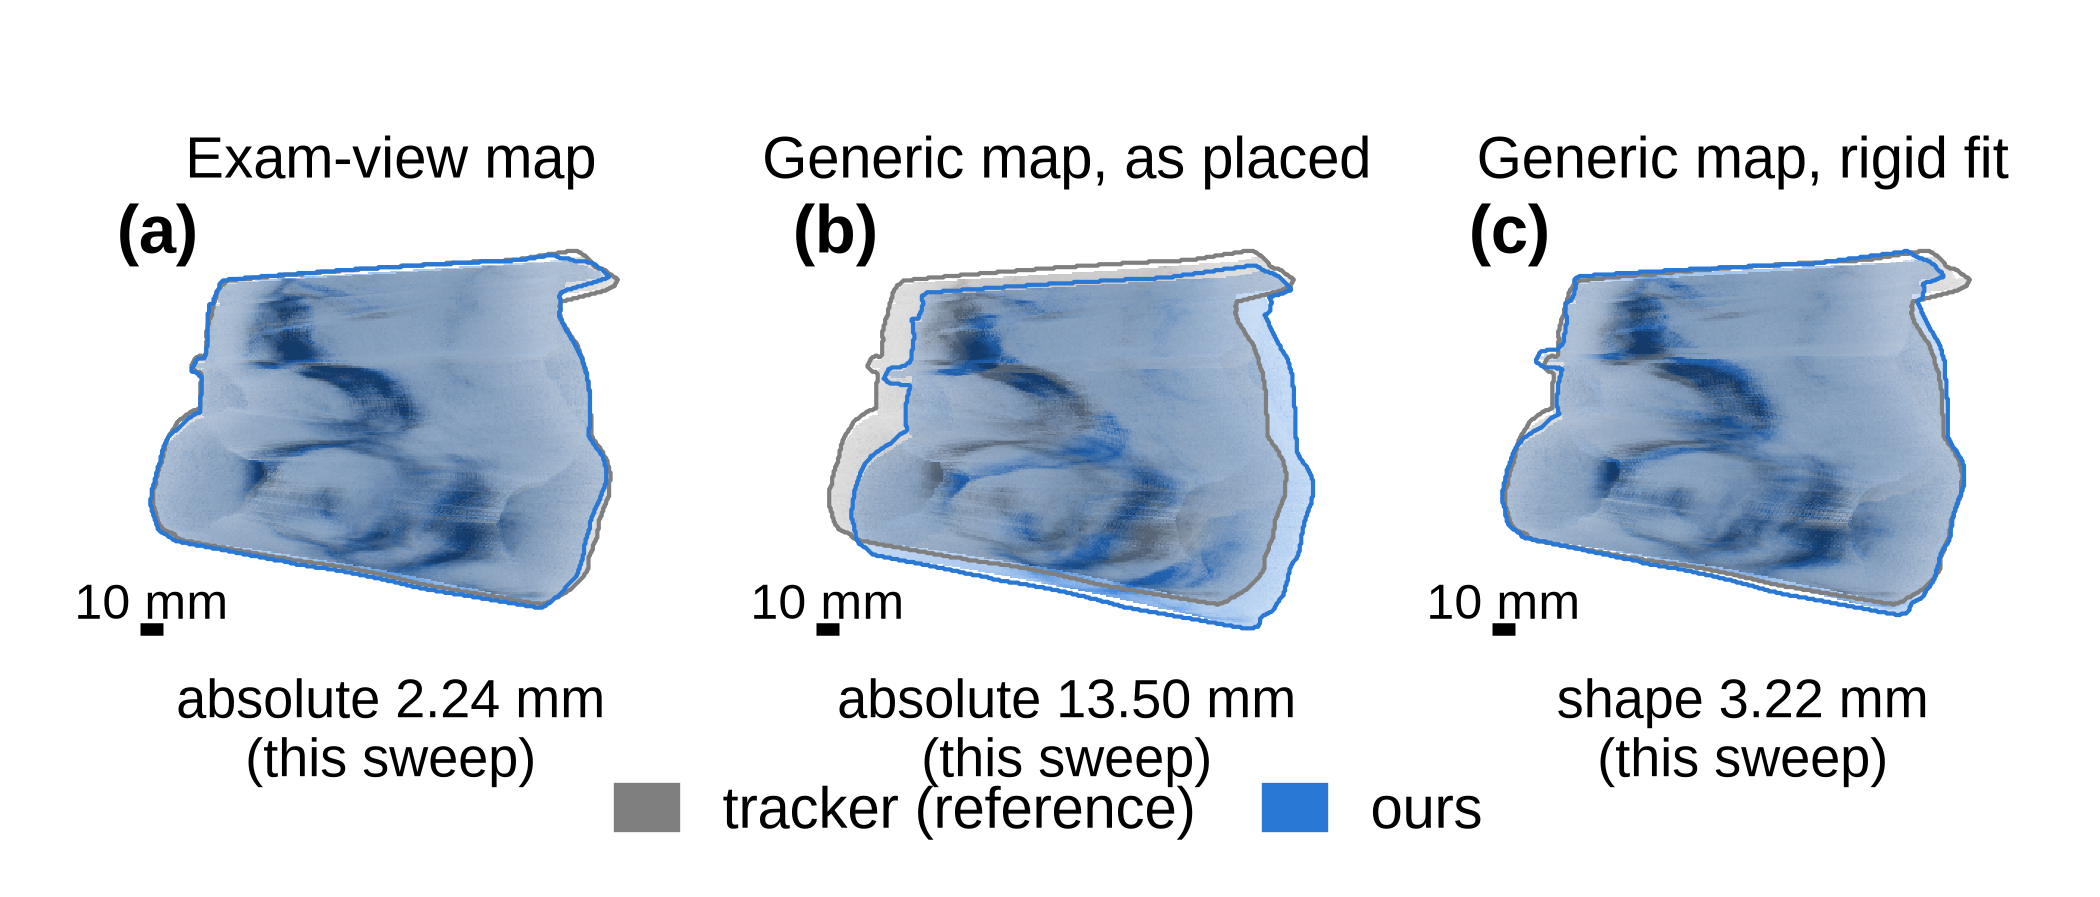 Exam-view map
Generic map, as placed
Generic map, rigid fit
(a)
(b)
(c)
10 mm
10 mm
10 mm
absolute 2.24 mm
(this sweep)
absolute 13.50 mm
(this sweep)
shape 3.22 mm
(this sweep)
tracker (reference)
ours